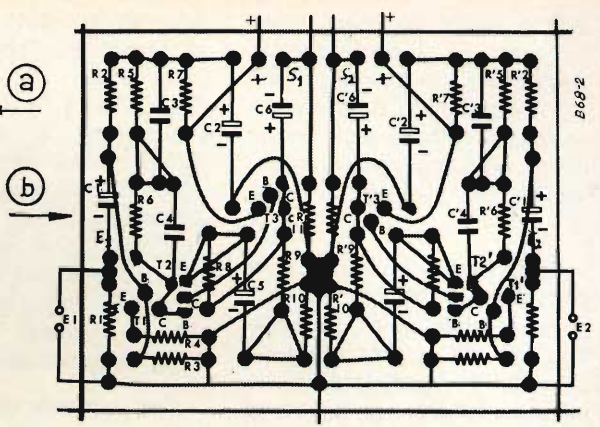 + +
a
R2 R5 R7 C3 C2 + − + − C6 + S1 S2 − C'6 + + C'2 + − R'7 C'3 R'5 R'2
B68-2
b
C1 + − R6 C4 B E T3 C R11 T'3 C B E C'4 R'6 C'1 + −
T2 E R8 R9 R'9 E T2' T1'
E1 R1 B E T1 C B C C5 + − R10 R'10 + − B C B E E2
R4
R3